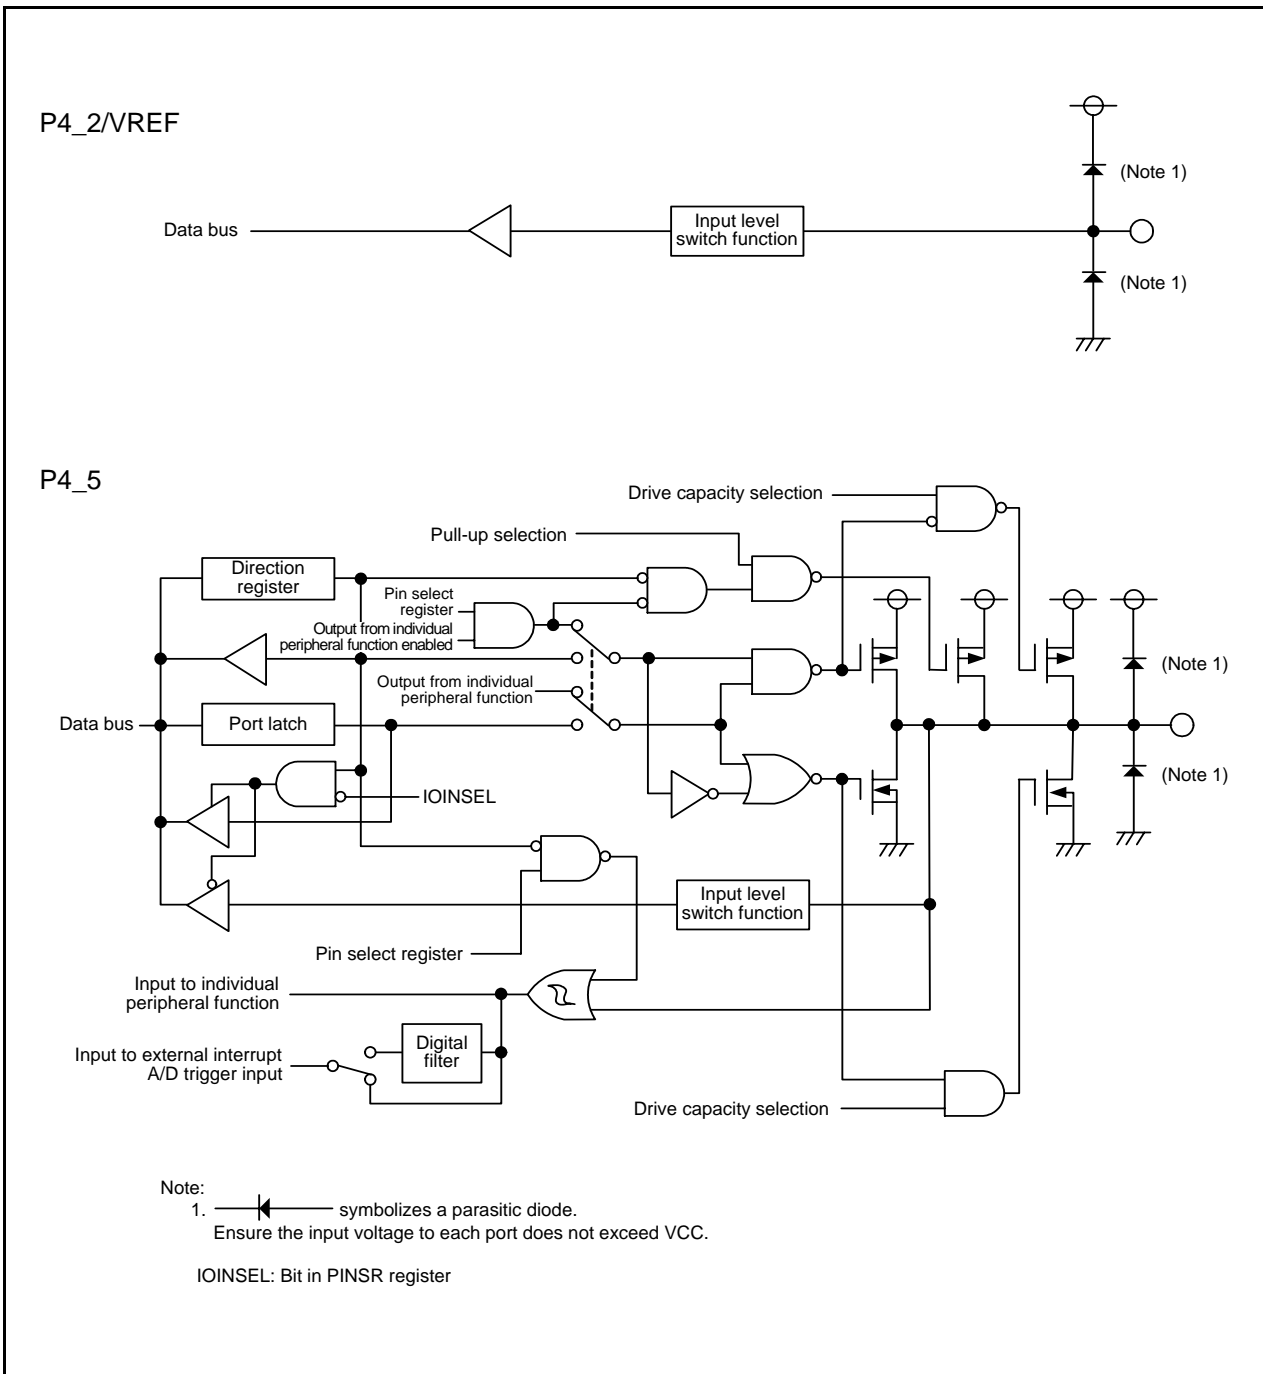 P4_2/VREF
(Note 1)
Data bus
Input level
switch function
(Note 1)
P4_5
Drive capacity selection
Pull-up selection
Direction
register
Pin select
register
Output from individual
peripheral function enabled
(Note 1)
Output from individual
peripheral function
Data bus
Port latch
(Note 1)
IOINSEL
Input level
switch function
Pin select register
Input to individual
peripheral function
Digital
filter
Input to external interrupt
A/D trigger input
Drive capacity selection
Note:
1. symbolizes a parasitic diode.
Ensure the input voltage to each port does not exceed VCC.
IOINSEL: Bit in PINSR register